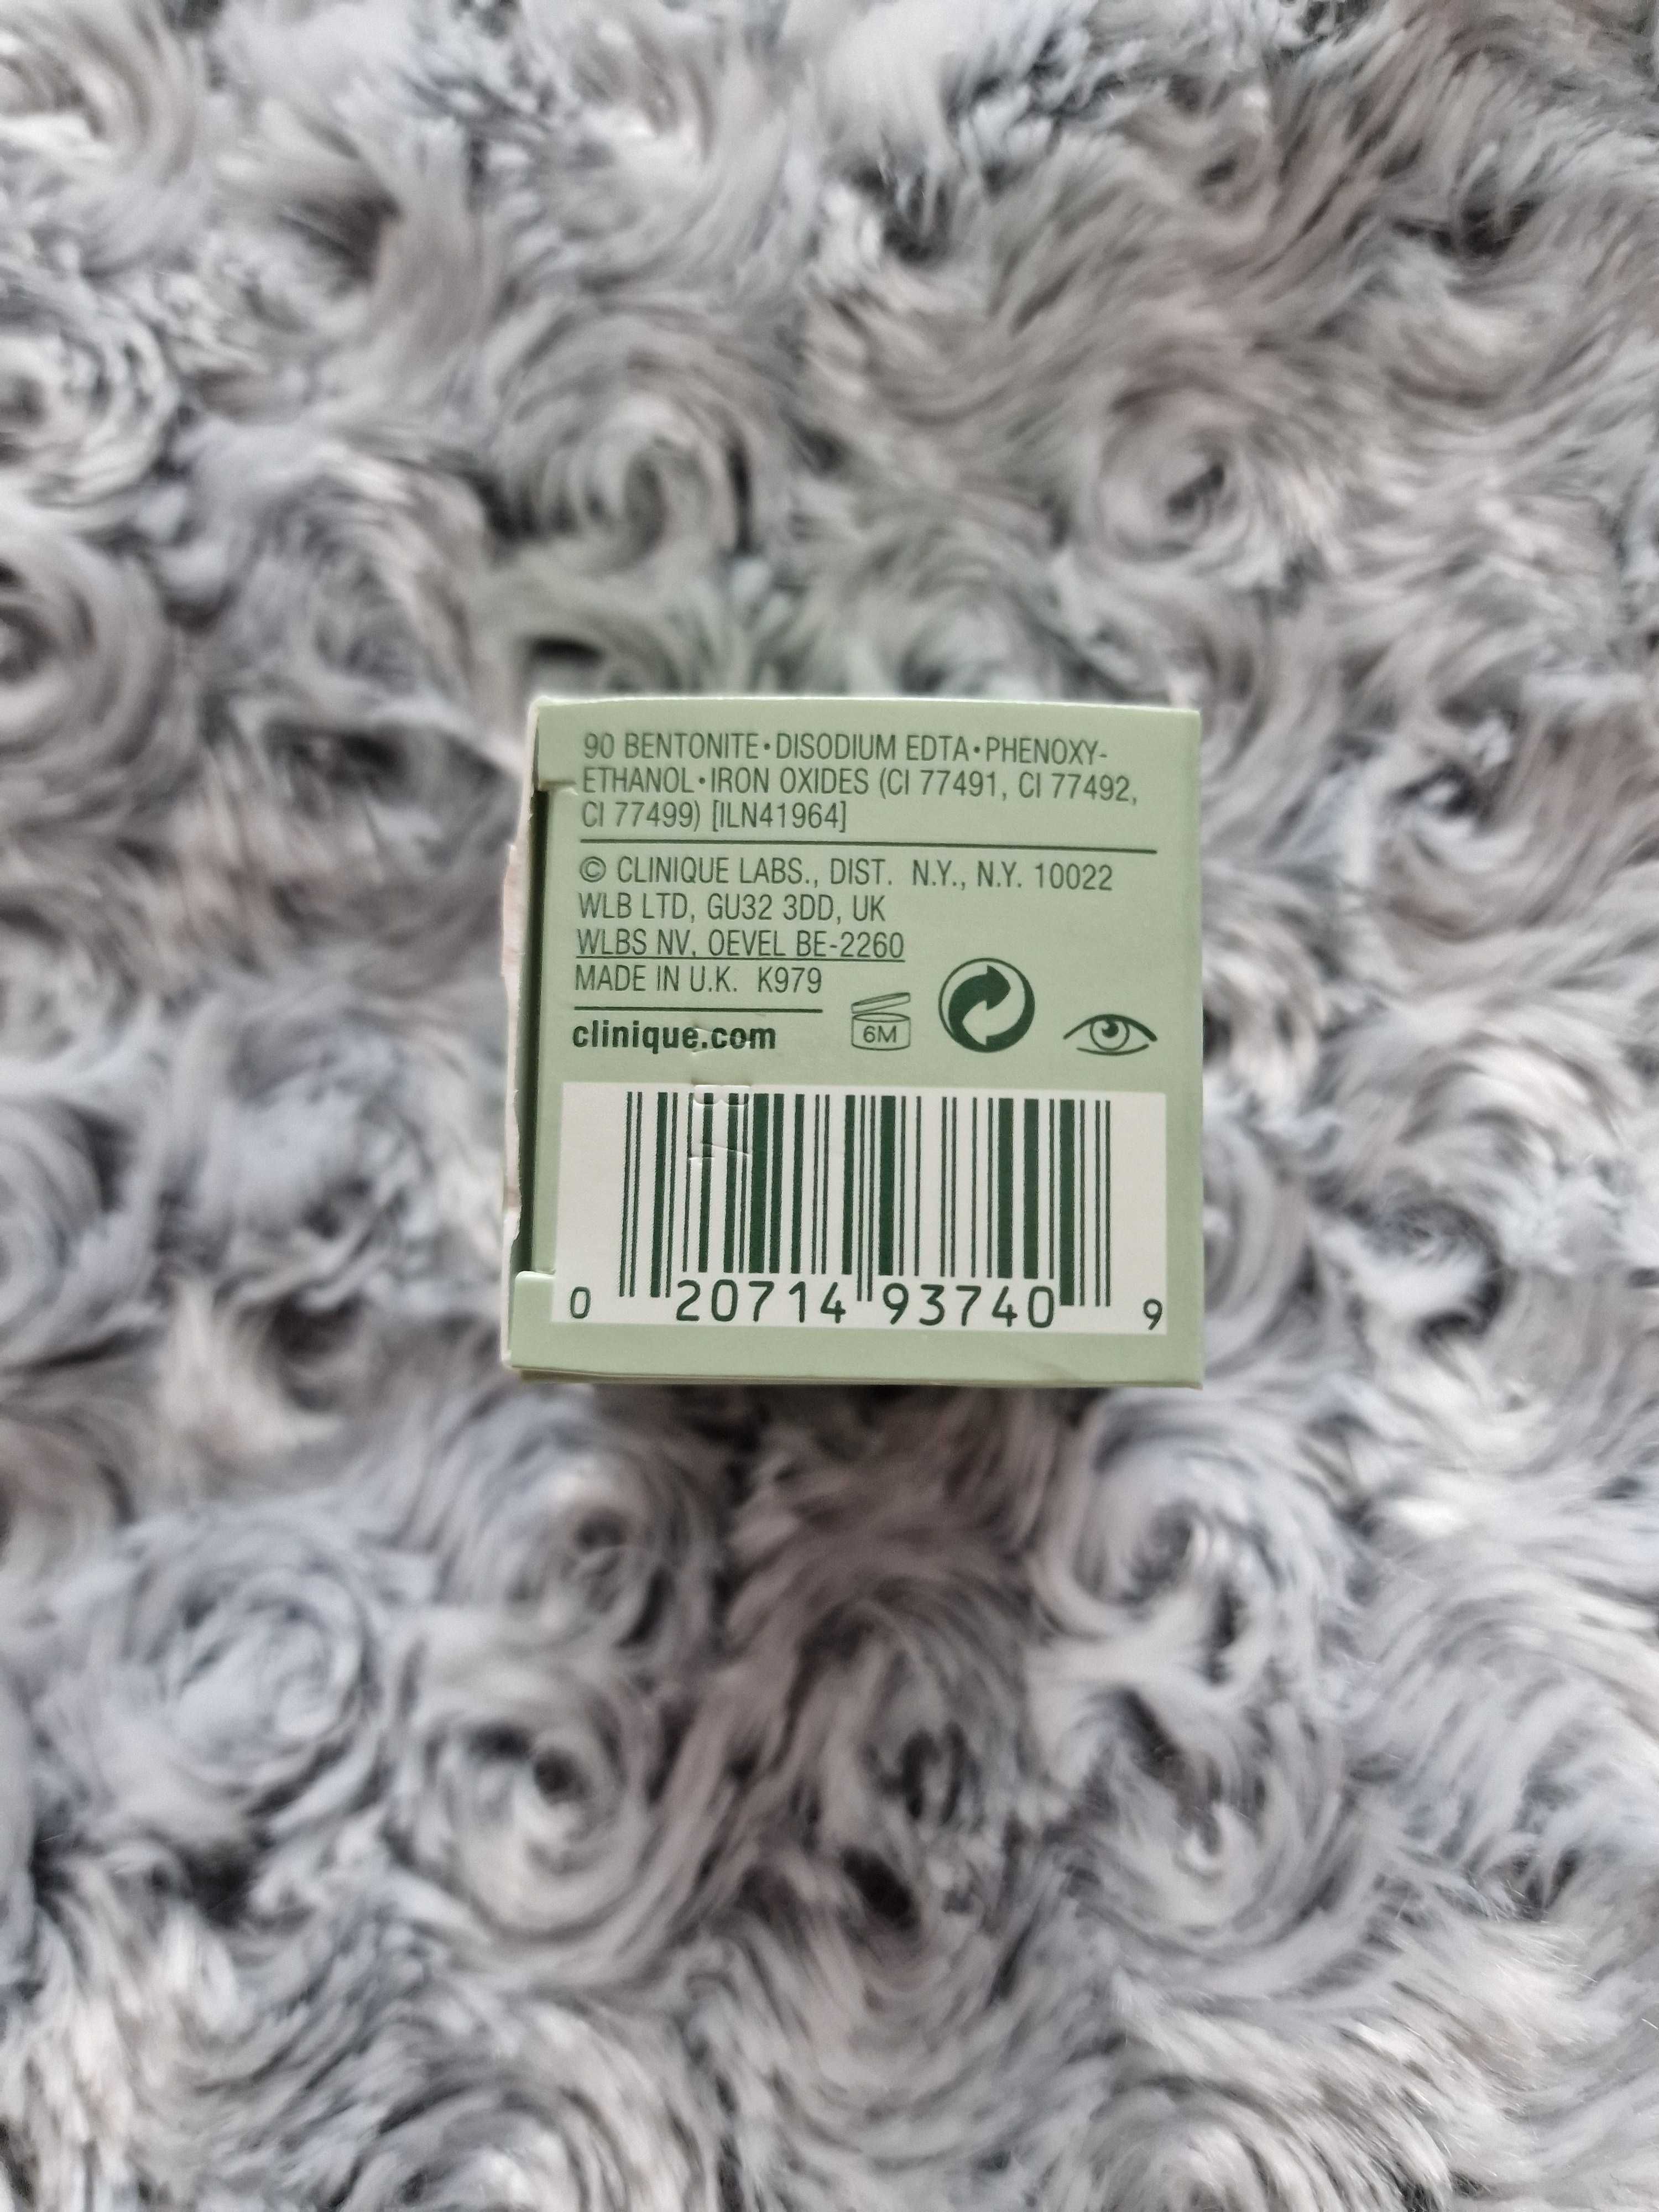 90 BENTONITE•DISODIUM EDTA•PHENOXY-
ETHANOL•IRON OXIDES (CI 77491, CI 77492,
CI 77499) [ILN41964]
© CLINIQUE LABS., DIST. N.Y., N.Y. 10022
WLB LTD, GU32 3DD, UK
WLBS NV, OEVEL BE-2260
MADE IN U.K. K979
6M
clinique.com
0 20714 93740 9